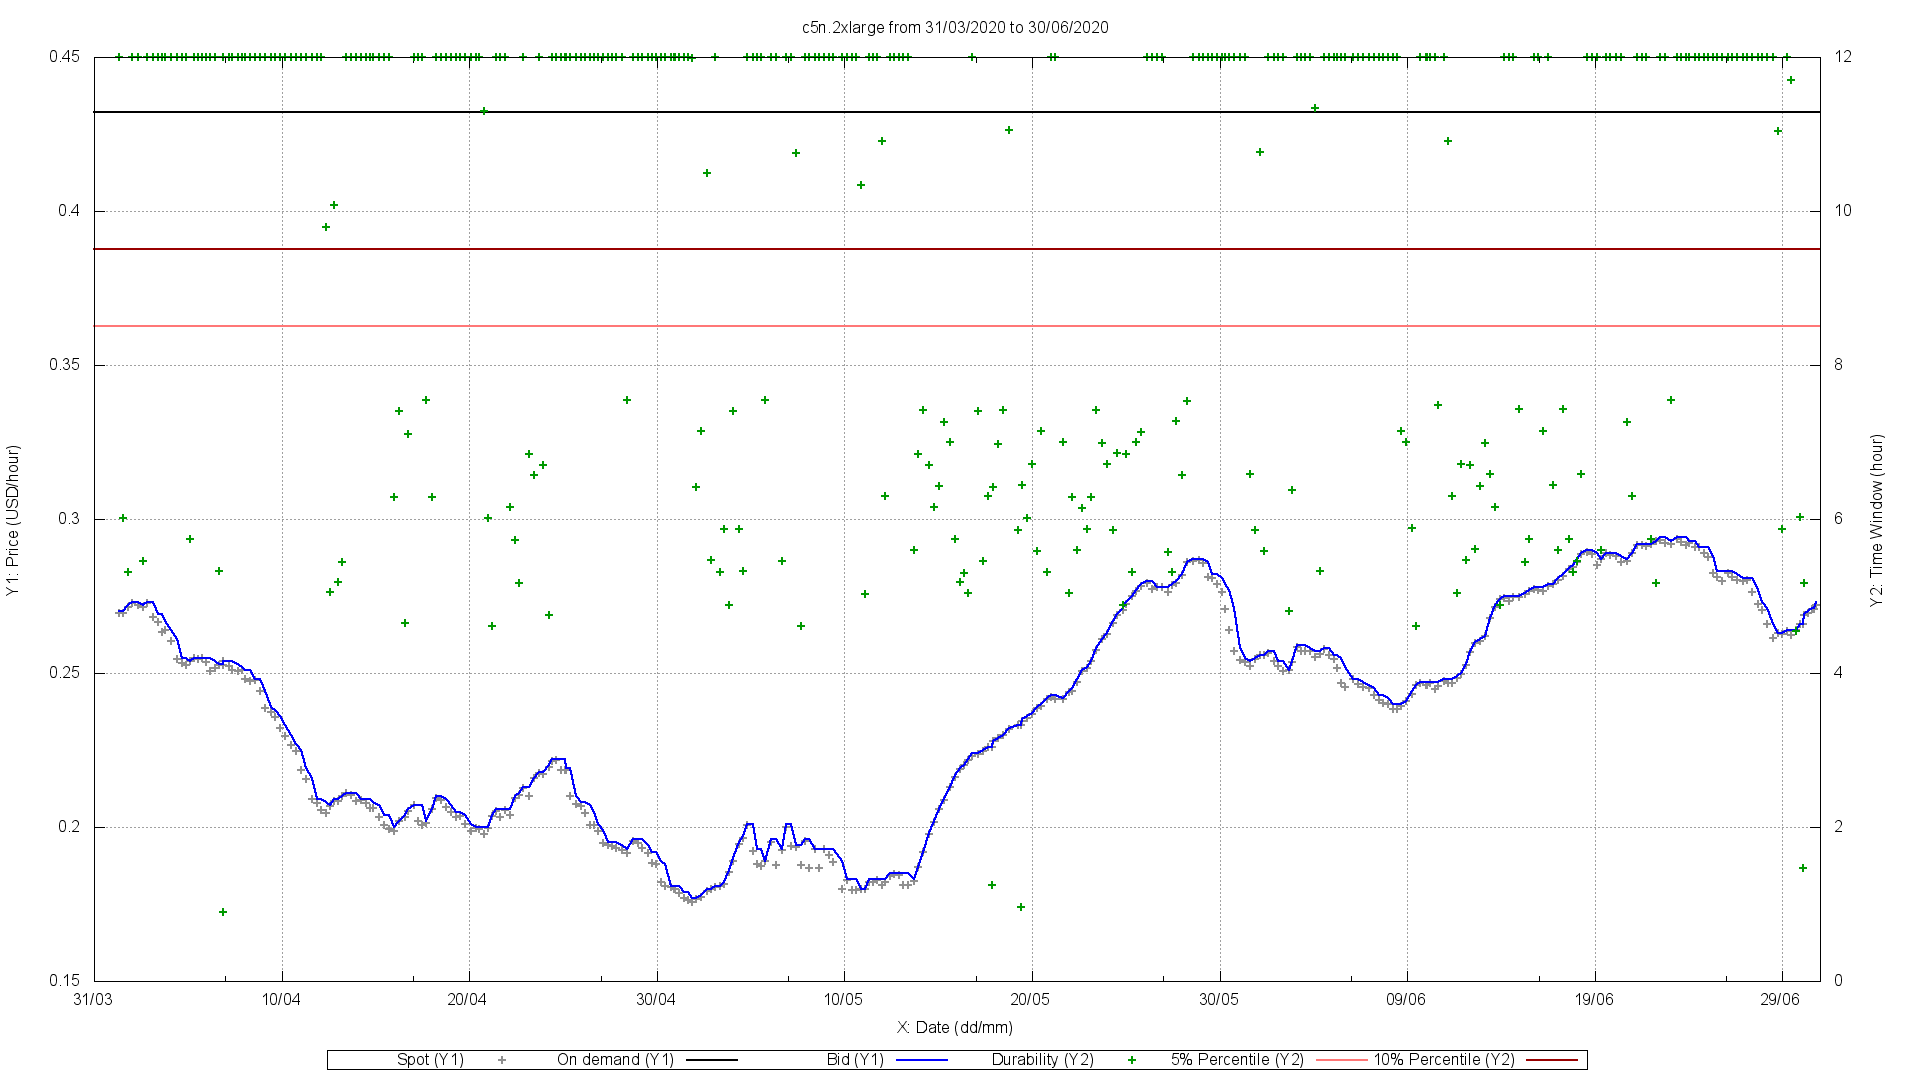 c5n.2xlarge from 31/03/2020 to 30/06/2020
0.45
0.4
0.35
0.3
0.25
0.2
0.15
Y1: Price (USD/hour)
12
10
8
6
4
2
0
Y2: Time Window (hour)
31/03 10/04 20/04 30/04 10/05 20/05 30/05 09/06 19/06 29/06
X: Date (dd/mm)
Spot (Y1) On demand (Y1) Bid (Y1) Durability (Y2) 5% Percentile (Y2) 10% Percentile (Y2)